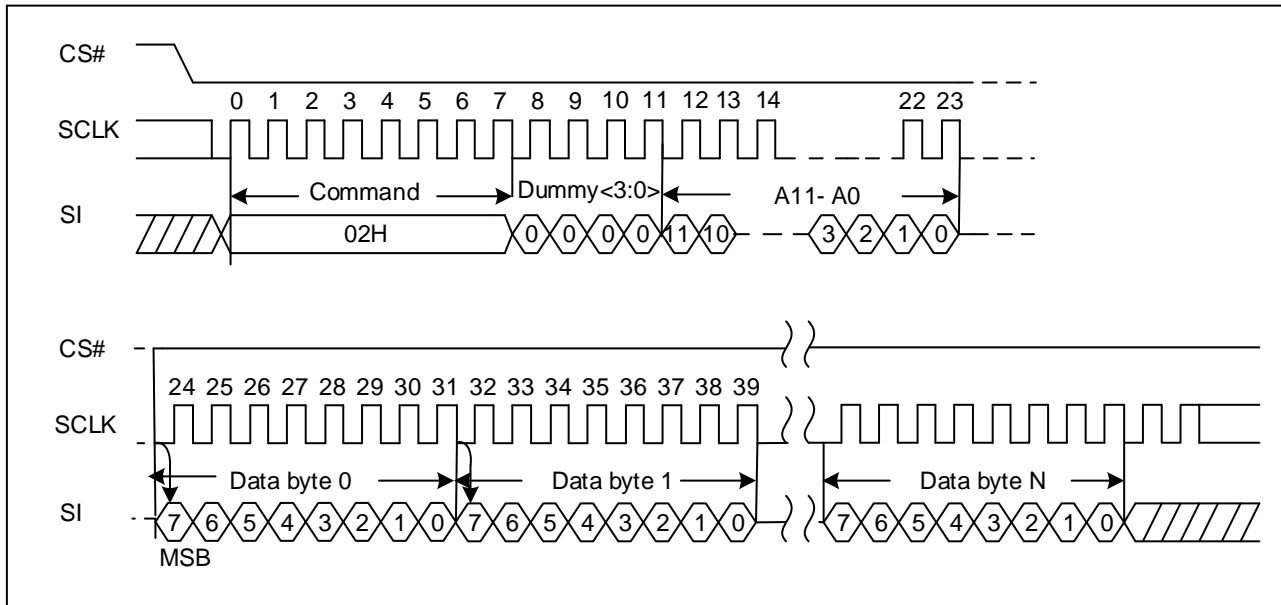 CS#
0 1 2 3 4 5 6 7 8 9 10 11 12 13 14 22 23
SCLK
Command Dummy<3:0> A11- A0
SI
02H 0 0 0 0 11 10 3 2 1 0
CS#
24 25 26 27 28 29 30 31 32 33 34 35 36 37 38 39
SCLK
Data byte 0 Data byte 1 Data byte N
SI
7 6 5 4 3 2 1 0 7 6 5 4 3 2 1 0 7 6 5 4 3 2 1 0
MSB